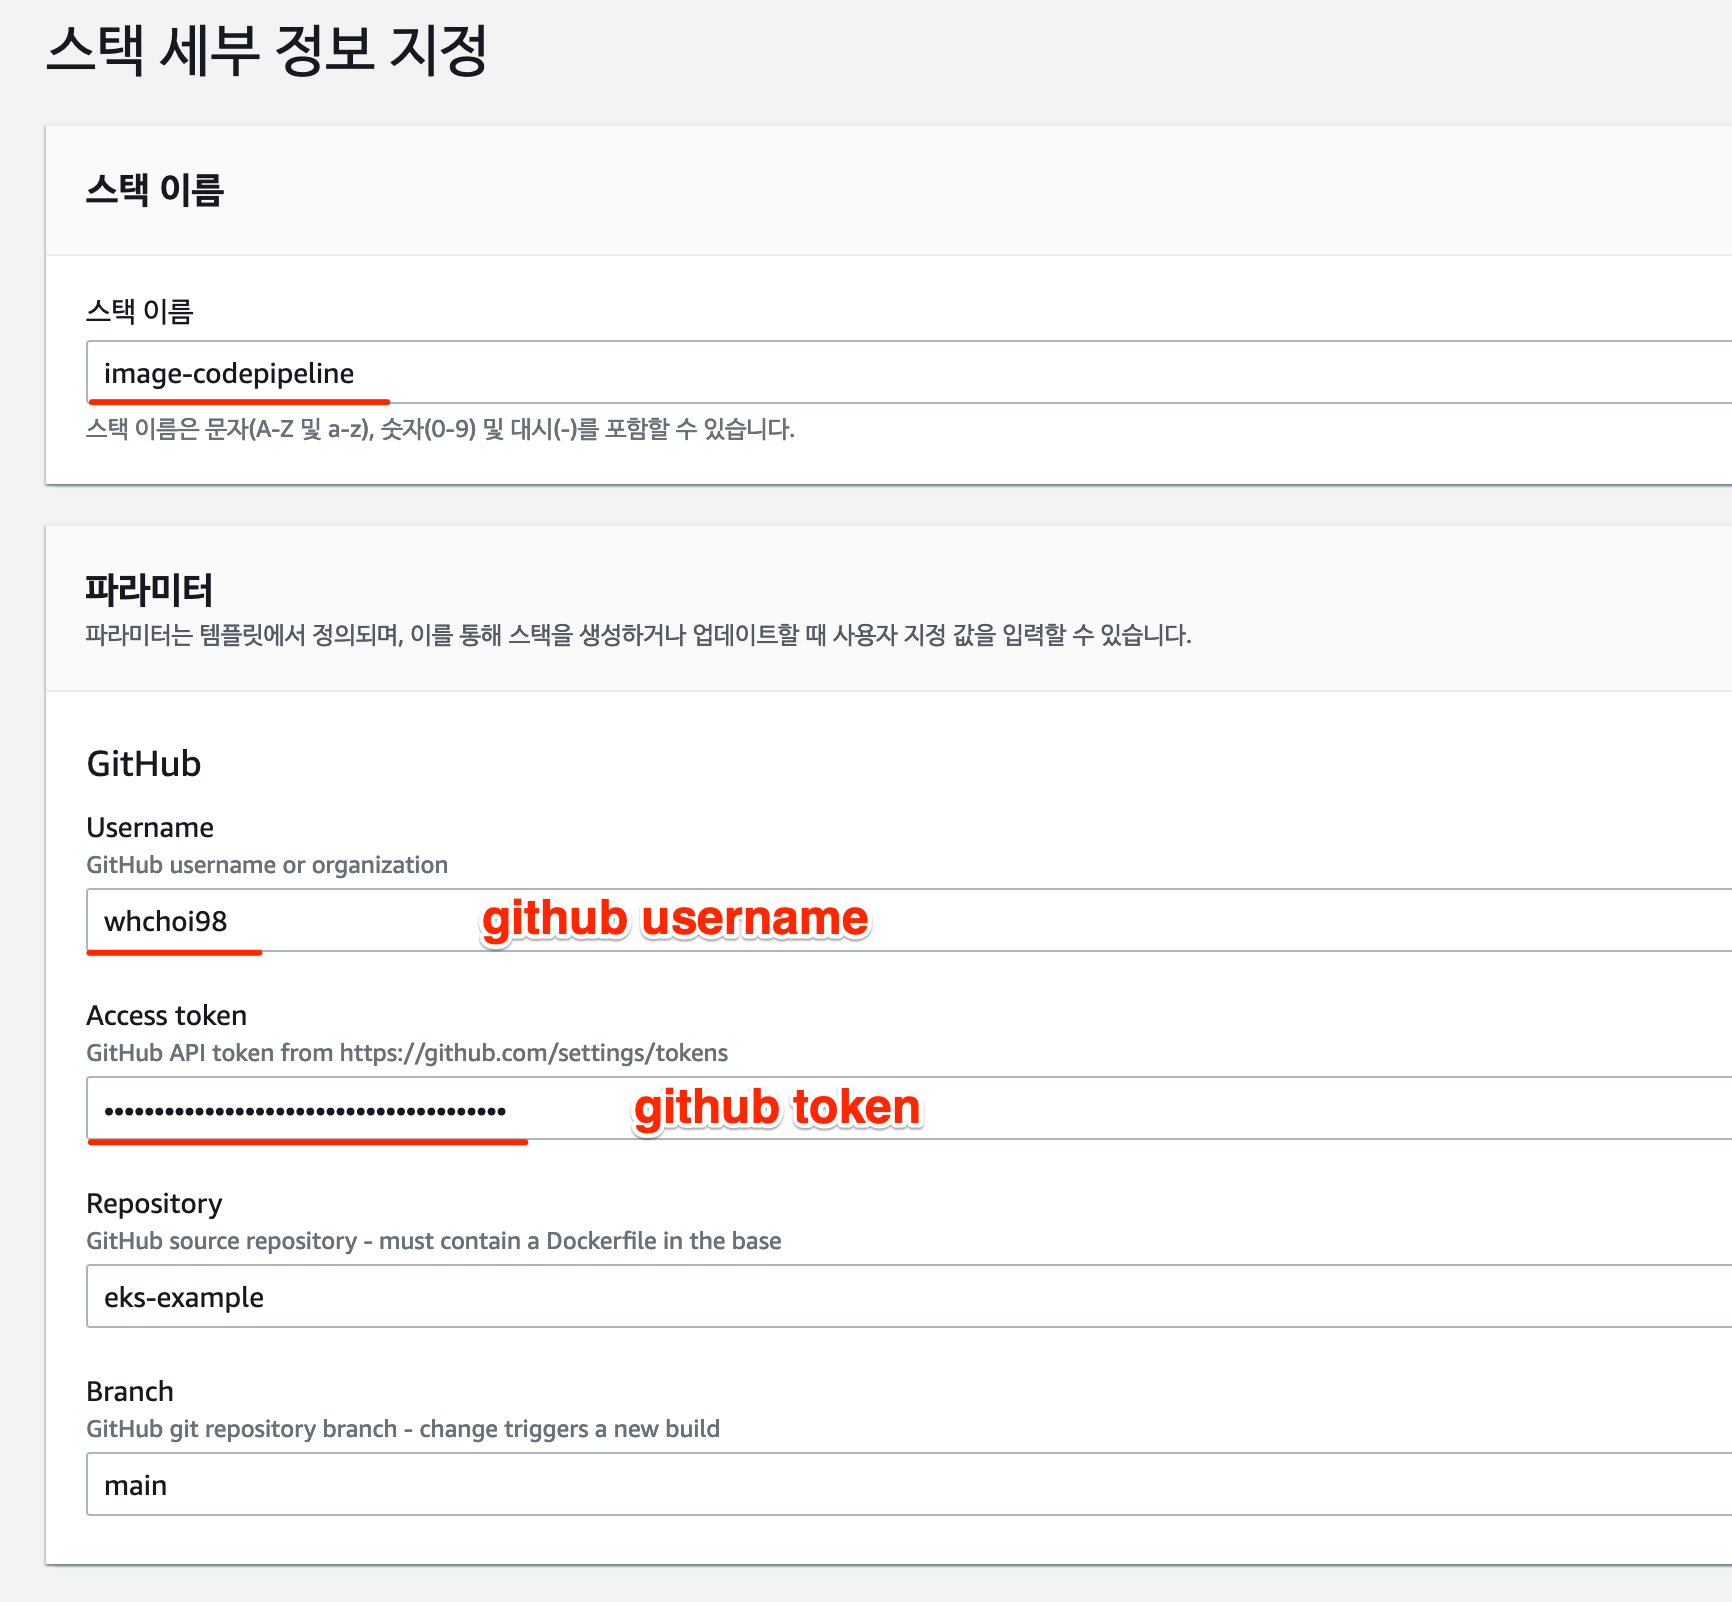 스택 세부 정보 지정
스택 이름
스택 이름
image-codepipeline
스택 이름은 문자(A-Z 및 a-z), 숫자(0-9) 및 대시(-)를 포함할 수 있습니다.
파라미터
파라미터는 템플릿에서 정의되며, 이를 통해 스택을 생성하거나 업데이트할 때 사용자 지정 값을 입력할 수 있습니다.
GitHub
Username
GitHub username or organization
whchoi98 github username
Access token
GitHub API token from https://github.com/settings/tokens
•••••••••••••••••••••••••••••••••••••••• github token
Repository
GitHub source repository - must contain a Dockerfile in the base
eks-example
Branch
GitHub git repository branch - change triggers a new build
main